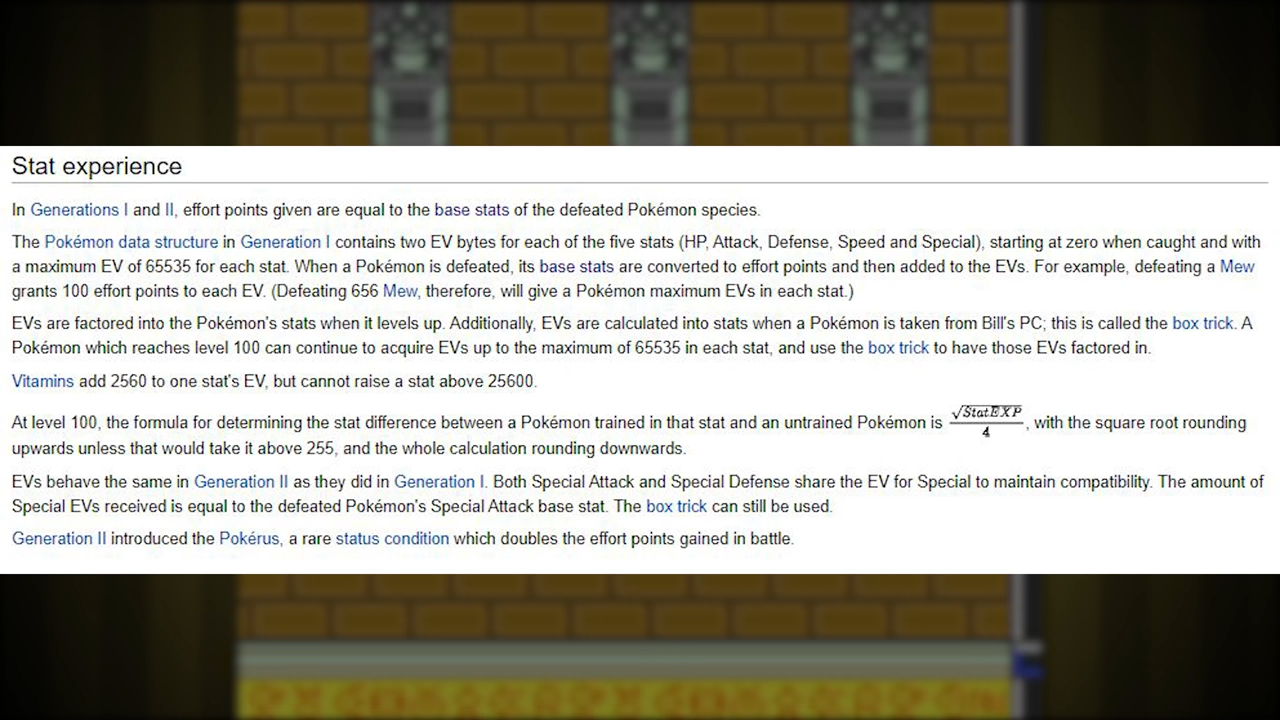 Stat experience
In Generations I and II, effort points given are equal to the base stats of the defeated Pokémon species.
The Pokémon data structure in Generation I contains two EV bytes for each of the five stats (HP, Attack, Defense, Speed and Special), starting at zero when caught and with
a maximum EV of 65535 for each stat. When a Pokémon is defeated, its base stats are converted to effort points and then added to the EVs. For example, defeating a Mew
grants 100 effort points to each EV. (Defeating 656 Mew, therefore, will give a Pokémon maximum EVs in each stat.)
EVs are factored into the Pokémon's stats when it levels up. Additionally, EVs are calculated into stats when a Pokémon is taken from Bill's PC; this is called the box trick. A
Pokémon which reaches level 100 can continue to acquire EVs up to the maximum of 65535 in each stat, and use the box trick to have those EVs factored in.
Vitamins add 2560 to one stat's EV, but cannot raise a stat above 25600.
At level 100, the formula for determining the stat difference between a Pokémon trained in that stat and an untrained Pokémon is √StatEXP/4, with the square root rounding
upwards unless that would take it above 255, and the whole calculation rounding downwards.
EVs behave the same in Generation II as they did in Generation I. Both Special Attack and Special Defense share the EV for Special to maintain compatibility. The amount of
Special EVs received is equal to the defeated Pokémon's Special Attack base stat. The box trick can still be used.
Generation II introduced the Pokérus, a rare status condition which doubles the effort points gained in battle.